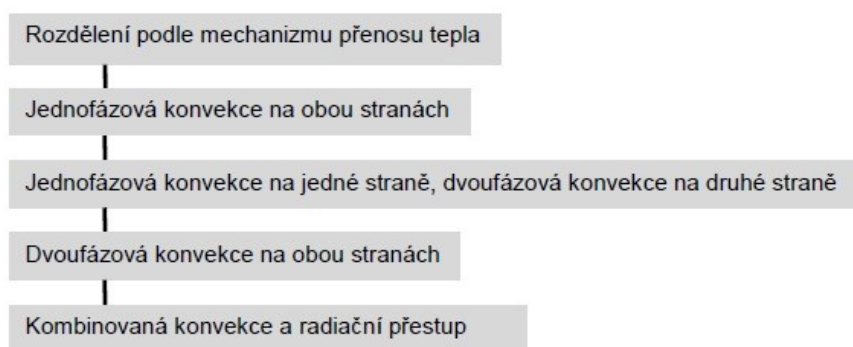 Rozdělení podle mechanizmu přenosu tepla
Jednofázová konvekce na obou stranách
Jednofázová konvekce na jedné straně, dvoufázová konvekce na druhé straně
Dvoufázová konvekce na obou stranách
Kombinovaná konvekce a radiační přestup